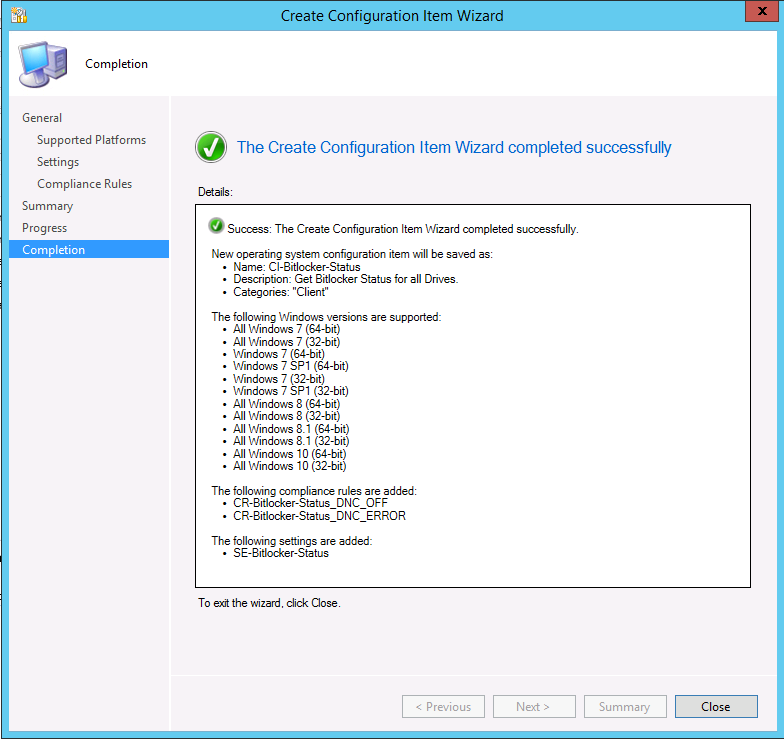 Create Configuration Item Wizard
X
Completion
General
Supported Platforms
Settings
Compliance Rules
Summary
Progress
Completion
The Create Configuration Item Wizard completed successfully
Details:
Success: The Create Configuration Item Wizard completed successfully.
New operating system configuration item will be saved as:
• Name: CI-Bitlocker-Status
• Description: Get Bitlocker Status for all Drives.
• Categories: "Client"
The following Windows versions are supported:
• All Windows 7 (64-bit)
• All Windows 7 (32-bit)
• Windows 7 (64-bit)
• Windows 7 SP1 (64-bit)
• Windows 7 (32-bit)
• Windows 7 SP1 (32-bit)
• All Windows 8 (64-bit)
• All Windows 8 (32-bit)
• All Windows 8.1 (64-bit)
• All Windows 8.1 (32-bit)
• All Windows 10 (64-bit)
• All Windows 10 (32-bit)
The following compliance rules are added:
• CR-Bitlocker-Status_DNC_OFF
• CR-Bitlocker-Status_DNC_ERROR
The following settings are added:
• SE-Bitlocker-Status
To exit the wizard, click Close.
< Previous
Next >
Summary
Close